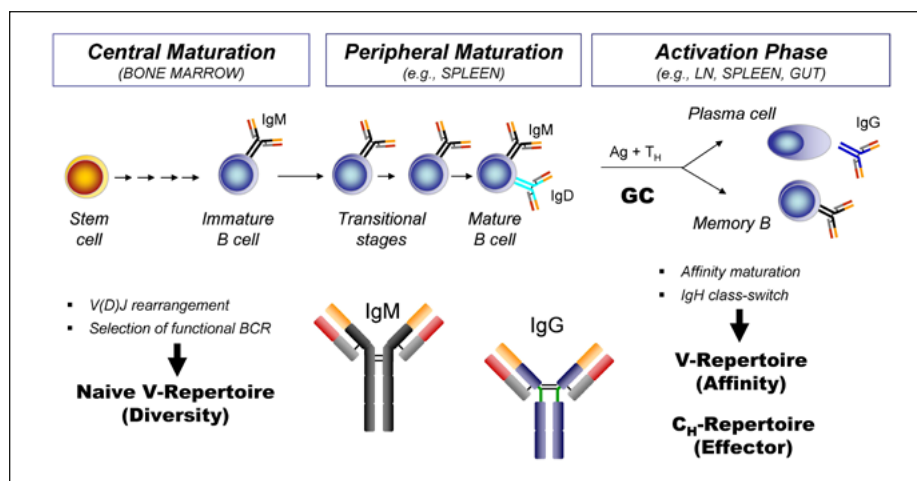 Central Maturation
(BONE MARROW)
Peripheral Maturation
(e.g., SPLEEN)
Activation Phase
(e.g., LN, SPLEEN, GUT)
IgM
IgM
IgD
Plasma cell
IgG
Ag + TH
GC
Memory B
Stem
cell
Immature
B cell
Transitional
stages
Mature
B cell
▪ V(D)J rearrangement
▪ Selection of functional BCR
Naive V-Repertoire
(Diversity)
IgM
IgG
▪ Affinity maturation
▪ IgH class-switch
V-Repertoire
(Affinity)
CH-Repertoire
(Effector)